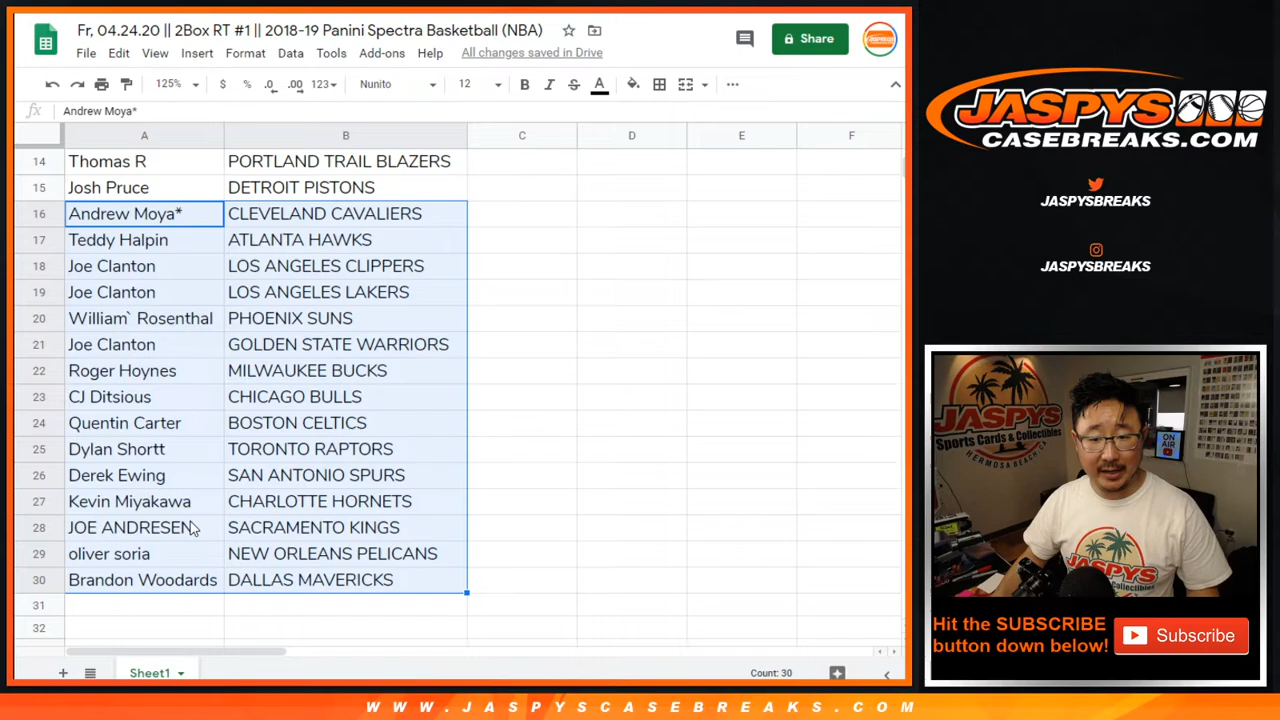 Fr, 04.24.20 || 2Box RT #1 || 2018-19 Panini Spectra Basketball (NBA)
File Edit View Insert Format Data Tools Add-ons Help All changes saved in Drive
Share
125% $ % .0 .00 123 Nunito 12 B I S A
fx Andrew Moya*
A B C D E F
14 Thomas R PORTLAND TRAIL BLAZERS
15 Josh Pruce DETROIT PISTONS
16 Andrew Moya* CLEVELAND CAVALIERS
17 Teddy Halpin ATLANTA HAWKS
18 Joe Clanton LOS ANGELES CLIPPERS
19 Joe Clanton LOS ANGELES LAKERS
20 William` Rosenthal PHOENIX SUNS
21 Joe Clanton GOLDEN STATE WARRIORS
22 Roger Hoynes MILWAUKEE BUCKS
23 CJ Ditsious CHICAGO BULLS
24 Quentin Carter BOSTON CELTICS
25 Dylan Shortt TORONTO RAPTORS
26 Derek Ewing SAN ANTONIO SPURS
27 Kevin Miyakawa CHARLOTTE HORNETS
28 JOE ANDRESEN SACRAMENTO KINGS
29 oliver soria NEW ORLEANS PELICANS
30 Brandon Woodards DALLAS MAVERICKS
31
32
Sheet1
Count: 30
JASPYS
CASEBREAKS.COM
JASPYSBREAKS
JASPYSBREAKS
JASPYS
Sports Cards & Collectibles
HERMOSA BEACH
ON AIR
JASPYS
Hit the SUBSCRIBE
button down below!
Subscribe
WWW.JASPYSCASEBREAKS.COM